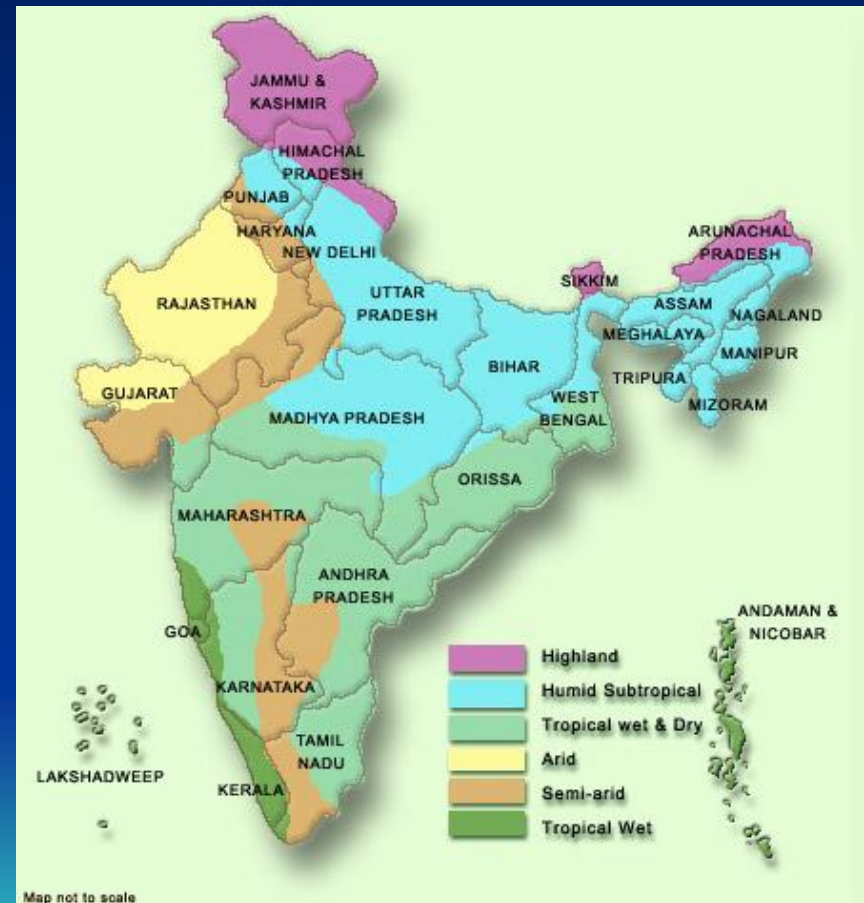 JAMMU &
KASHMIR
HIMACHAL
PRADESH
PUNJAB
HARYANA
NEW DELHI
RAJASTHAN
UTTAR
PRADESH
ARUNACHAL
PRADESH
SIKKIM
ASSAM
NAGALAND
MEGHALAYA
MANIPUR
TRIPURA
MIZORAM
BIHAR
WEST
BENGAL
GUJARAT
MADHYA PRADESH
ORISSA
MAHARASHTRA
ANDHRA
PRADESH
GOA
KARNATAKA
TAMIL
NADU
KERALA
LAKSHADWEEP
ANDAMAN &
NICOBAR
Highland
Humid Subtropical
Tropical wet & Dry
Arid
Semi-arid
Tropical Wet
Map not to scale